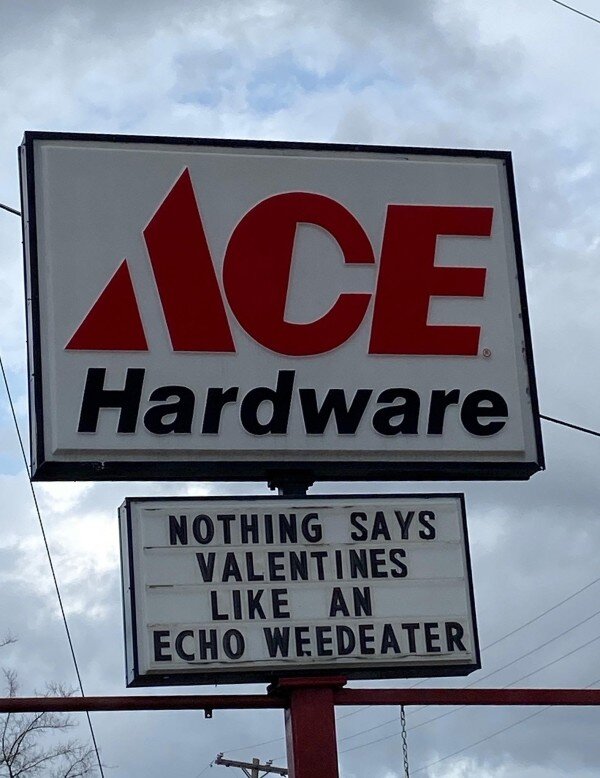 ACE
Hardware
NOTHING SAYS
VALENTINES
LIKE AN
ECHO WEEDEATER